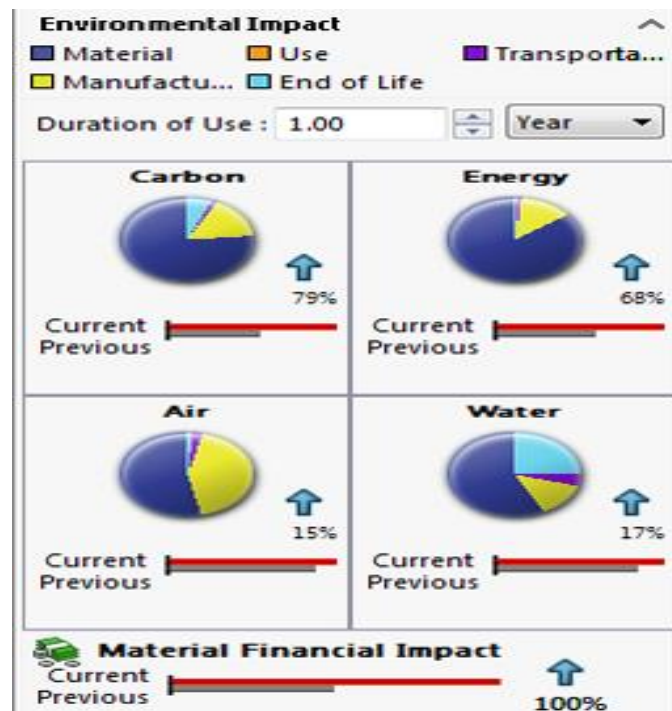 Environmental Impact
Material Use Transporta...
Manufactu... End of Life
Duration of Use : 1.00 Year
Carbon
79%
Current
Previous
Energy
68%
Current
Previous
Air
15%
Current
Previous
Water
17%
Current
Previous
Material Financial Impact
Current
Previous
100%